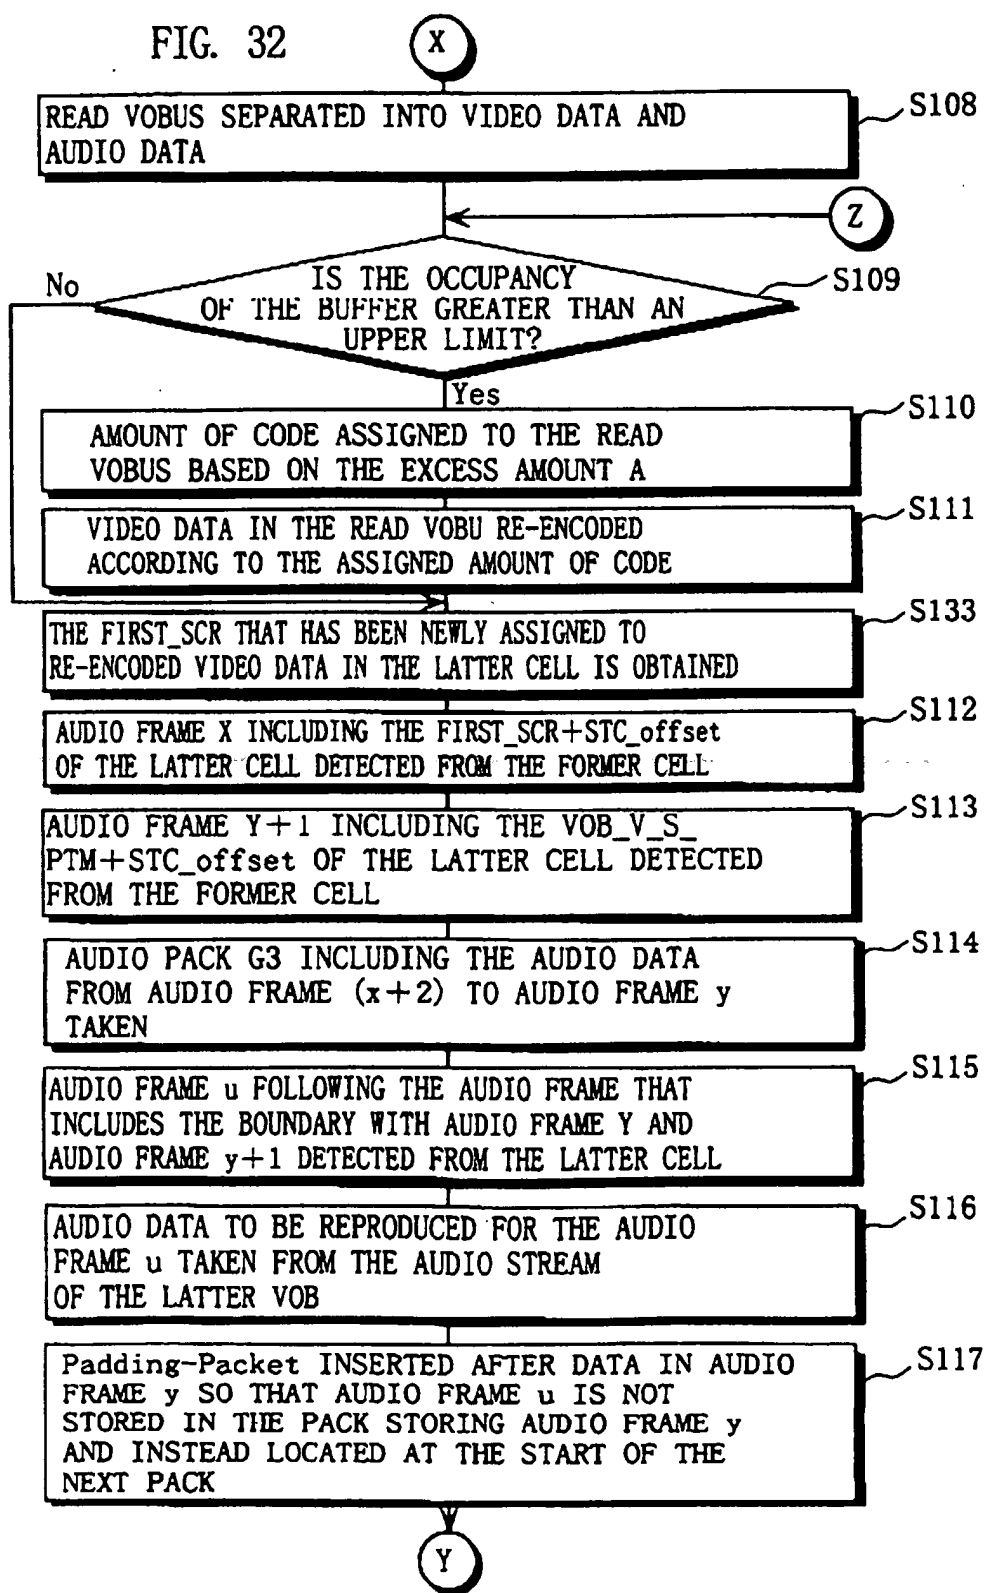 FIG. 32
X
READ VOBUS SEPARATED INTO VIDEO DATA AND
AUDIO DATA
S108
Z
IS THE OCCUPANCY
OF THE BUFFER GREATER THAN AN
UPPER LIMIT?
S109
No
Yes
AMOUNT OF CODE ASSIGNED TO THE READ
VOBUS BASED ON THE EXCESS AMOUNT A
S110
VIDEO DATA IN THE READ VOBU RE-ENCODED
ACCORDING TO THE ASSIGNED AMOUNT OF CODE
S111
THE FIRST_SCR THAT HAS BEEN NEWLY ASSIGNED TO
RE-ENCODED VIDEO DATA IN THE LATTER CELL IS OBTAINED
S133
AUDIO FRAME X INCLUDING THE FIRST_SCR+STC_offset
OF THE LATTER CELL DETECTED FROM THE FORMER CELL
S112
AUDIO FRAME Y+1 INCLUDING THE VOB_V_S_
PTM+STC_offset OF THE LATTER CELL DETECTED
FROM THE FORMER CELL
S113
AUDIO PACK G3 INCLUDING THE AUDIO DATA
FROM AUDIO FRAME (x+2) TO AUDIO FRAME y
TAKEN
S114
AUDIO FRAME u FOLLOWING THE AUDIO FRAME THAT
INCLUDES THE BOUNDARY WITH AUDIO FRAME Y AND
AUDIO FRAME y+1 DETECTED FROM THE LATTER CELL
S115
AUDIO DATA TO BE REPRODUCED FOR THE AUDIO
FRAME u TAKEN FROM THE AUDIO STREAM
OF THE LATTER VOB
S116
Padding-Packet INSERTED AFTER DATA IN AUDIO
FRAME y SO THAT AUDIO FRAME u IS NOT
STORED IN THE PACK STORING AUDIO FRAME y
AND INSTEAD LOCATED AT THE START OF THE
NEXT PACK
S117
Y